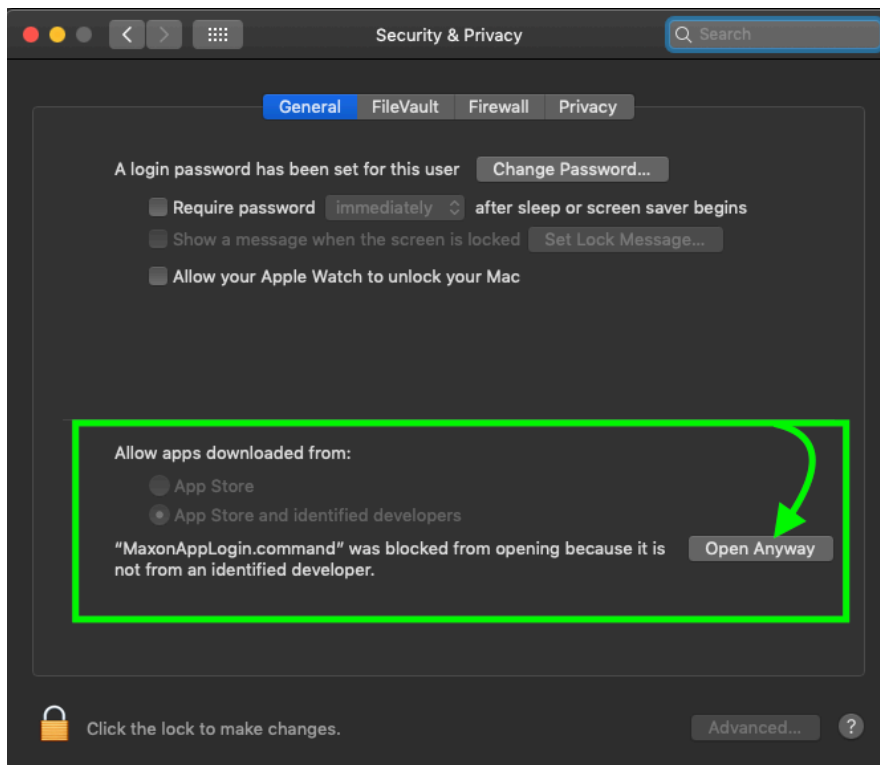 Security & Privacy
Search
General FileVault Firewall Privacy
A login password has been set for this user Change Password...
Require password immediately after sleep or screen saver begins
Show a message when the screen is locked Set Lock Message...
Allow your Apple Watch to unlock your Mac
Allow apps downloaded from:
App Store
App Store and identified developers
“MaxonAppLogin.command” was blocked from opening because it is Open Anyway
not from an identified developer.
Click the lock to make changes. Advanced... ?